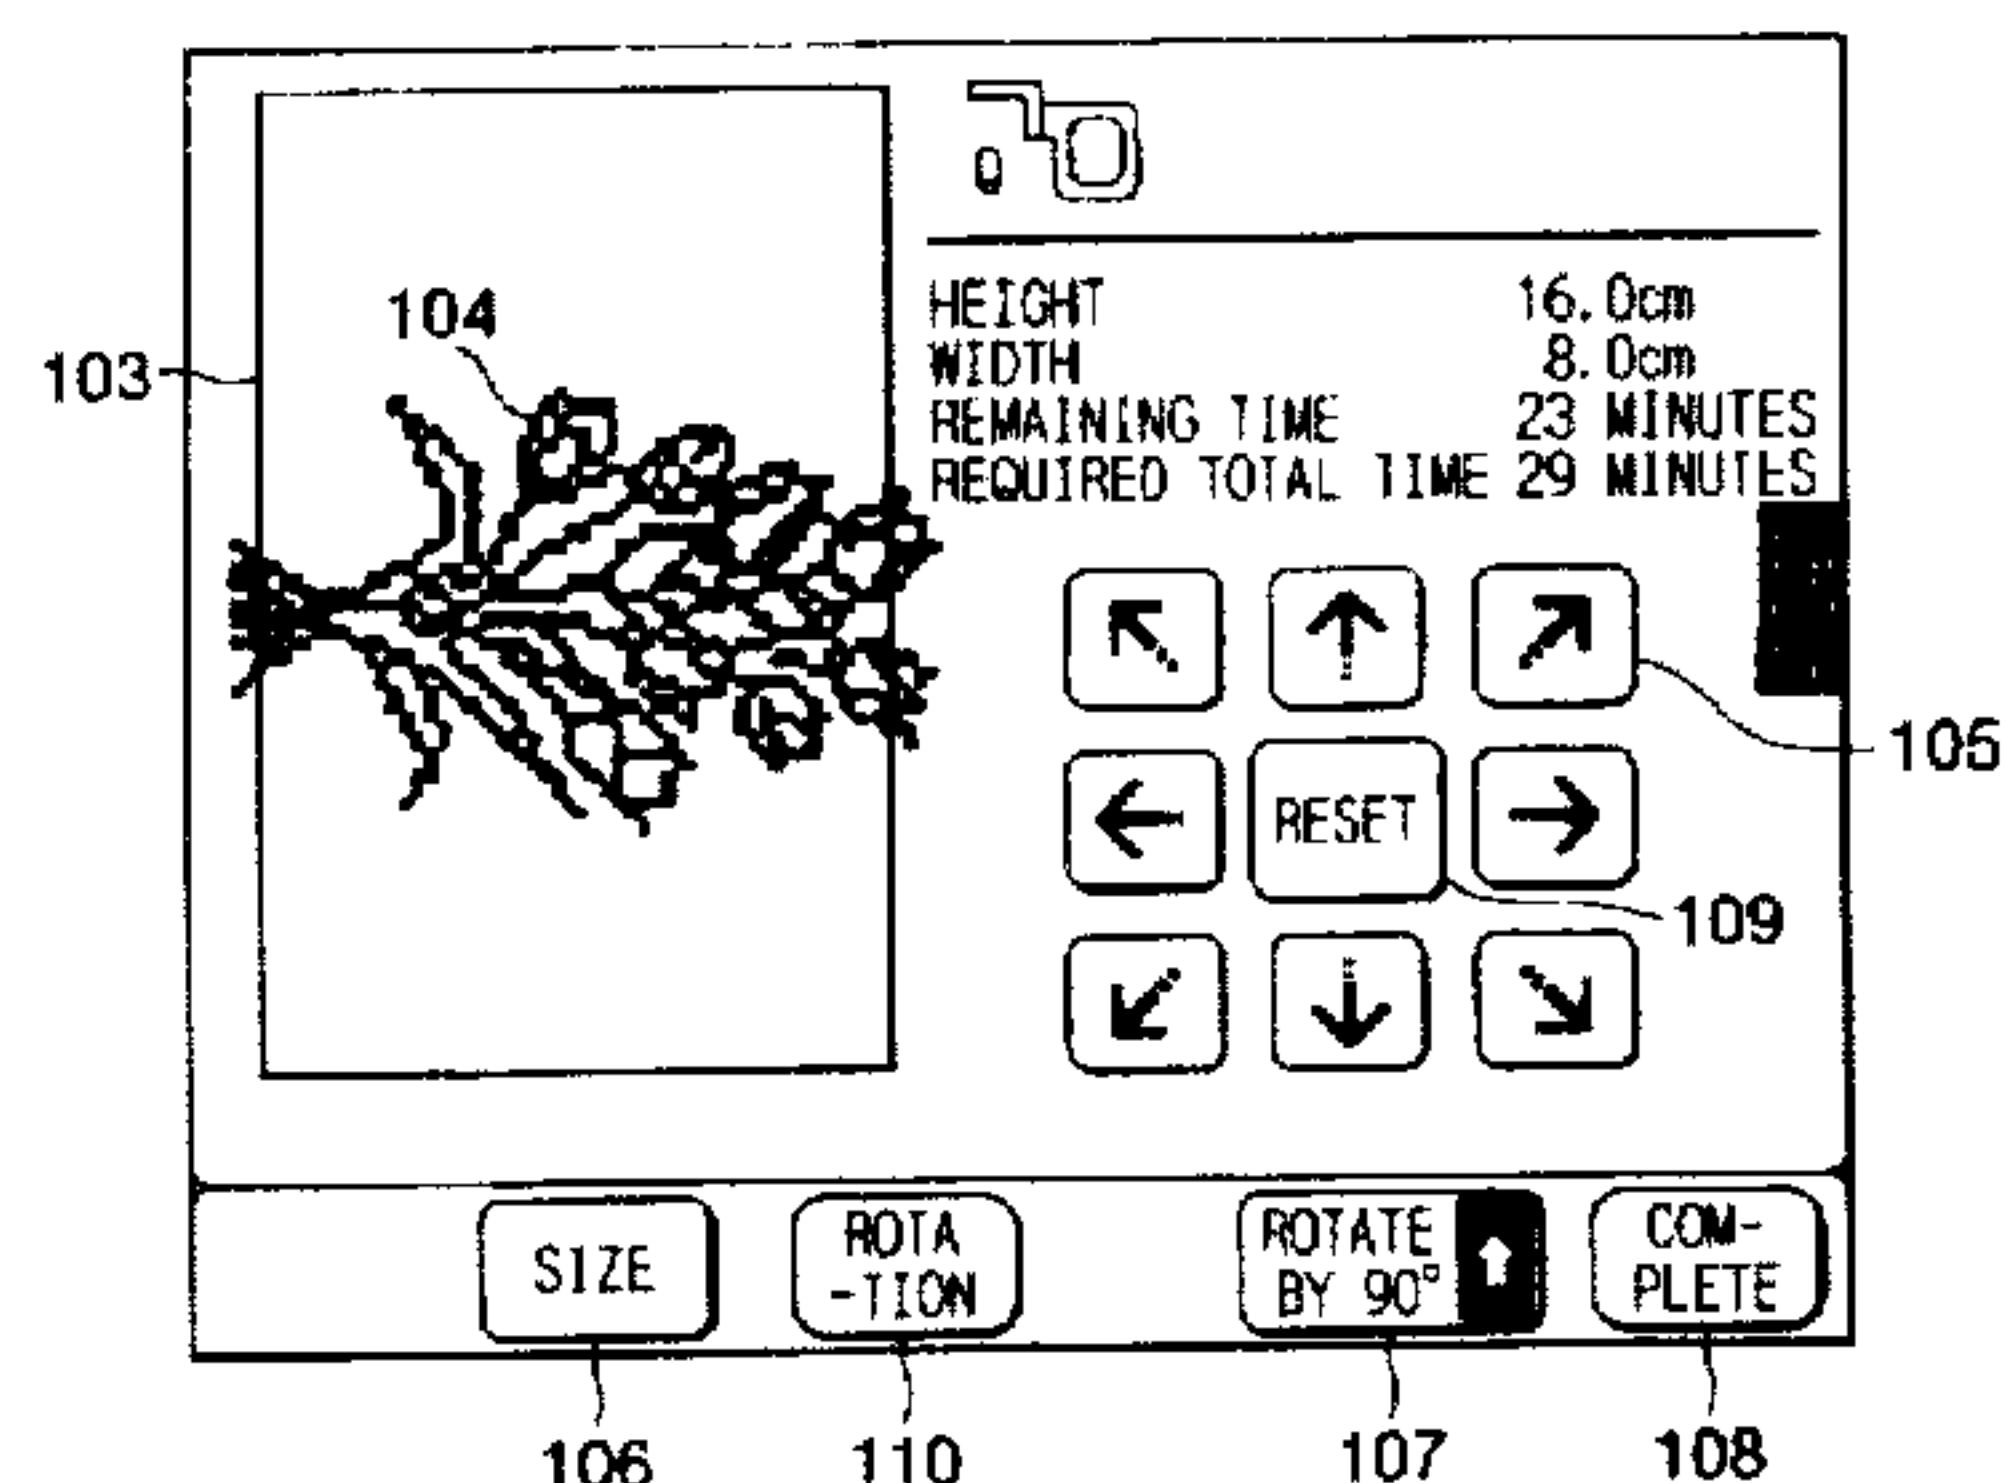 Q
HEIGHT 16.0cm
WIDTH 8.0cm
REMAINING TIME 23 MINUTES
REQUIRED TOTAL TIME 29 MINUTES
104
103
105
RESET
109
SIZE
ROTA
-TION
ROTATE
BY 90°
COM-
PLETE
106
110
107
108